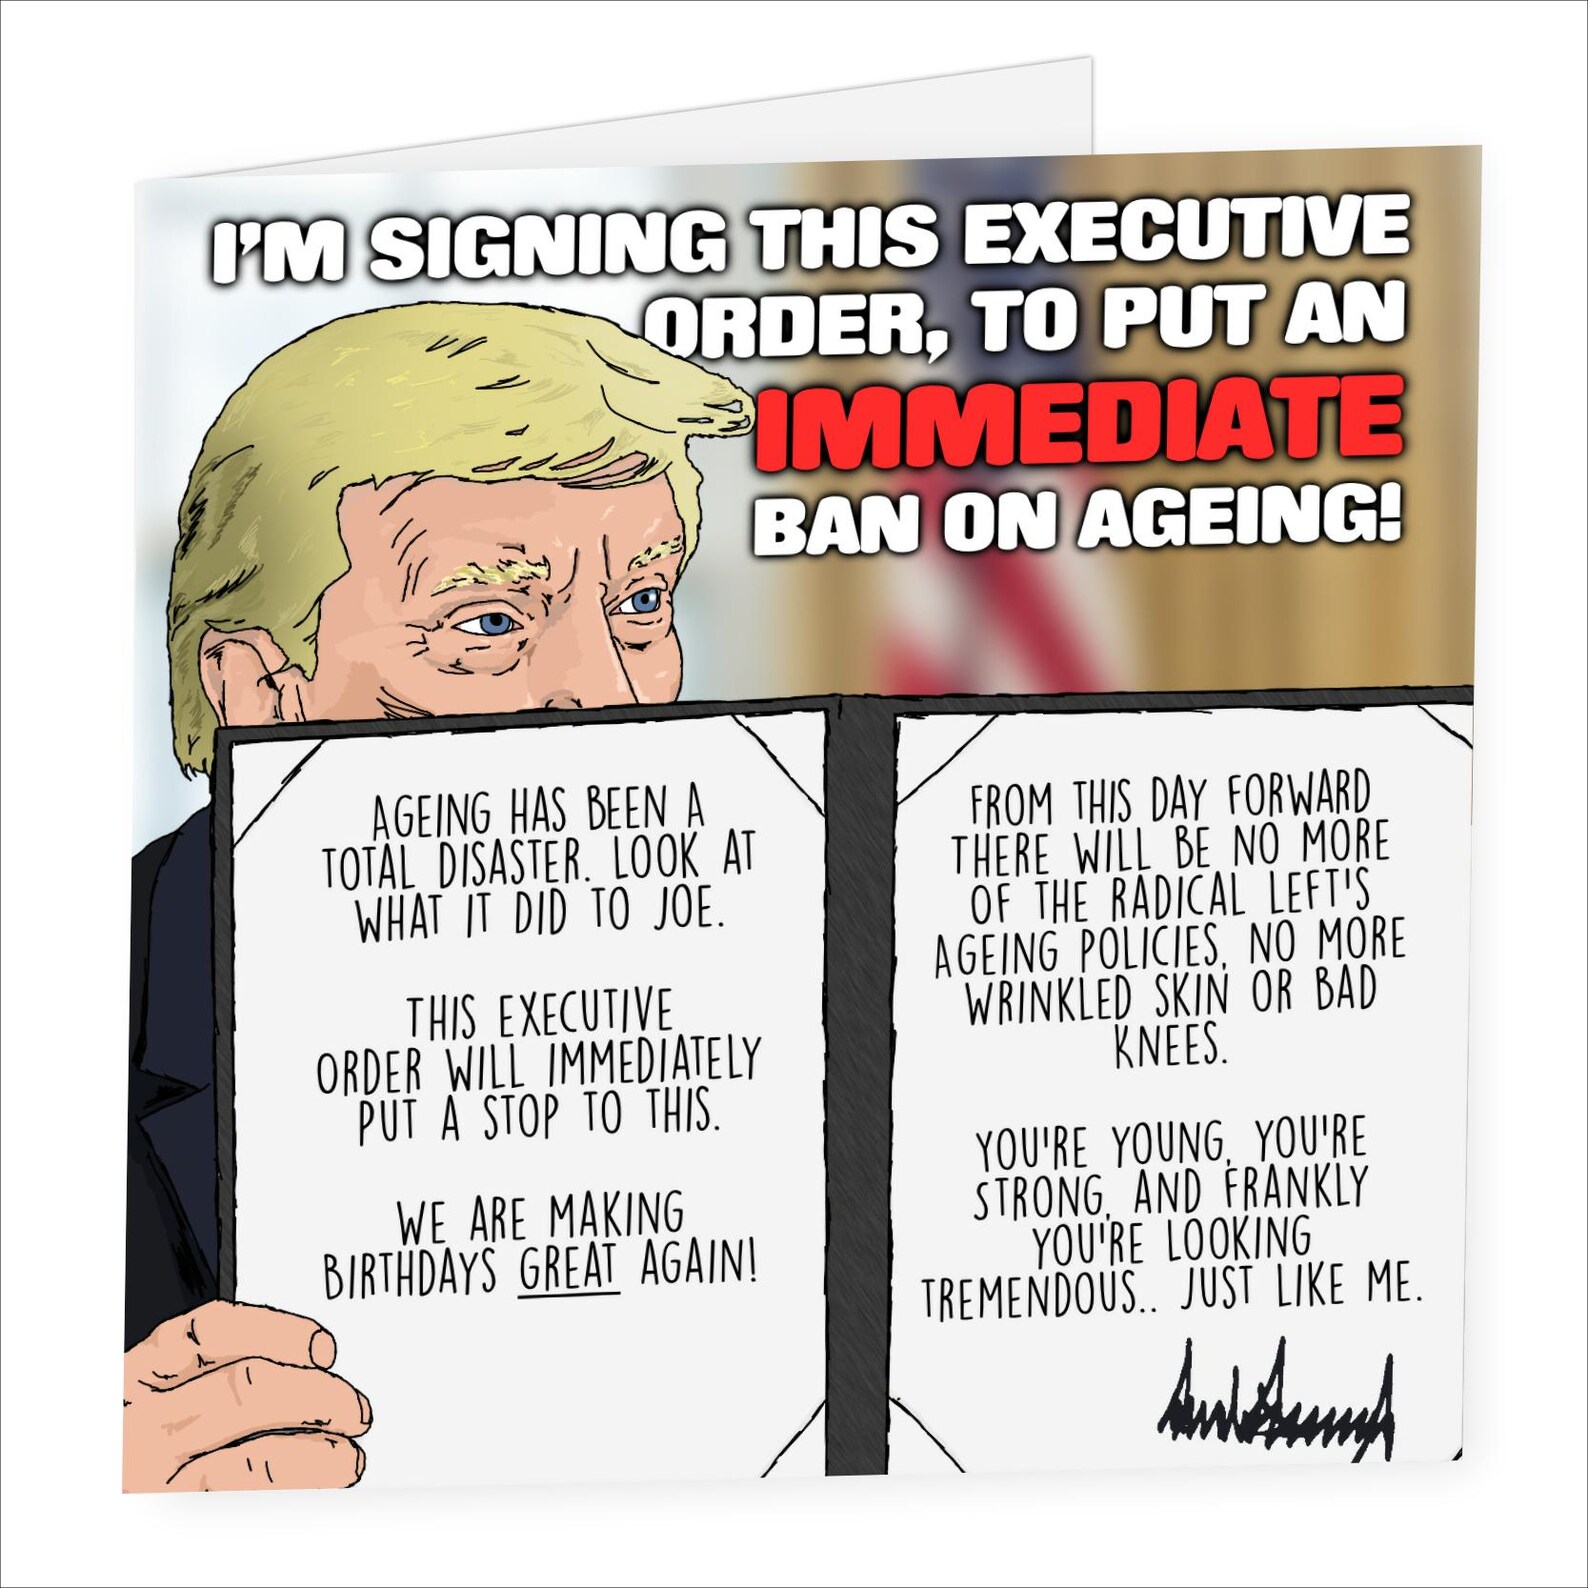 I'M SIGNING THIS EXECUTIVE
ORDER, TO PUT AN
IMMEDIATE
BAN ON AGEING!
AGEING HAS BEEN A
TOTAL DISASTER. LOOK AT
WHAT IT DID TO JOE.
THIS EXECUTIVE
ORDER WILL IMMEDIATELY
PUT A STOP TO THIS.
WE ARE MAKING
BIRTHDAYS GREAT AGAIN!
FROM THIS DAY FORWARD
THERE WILL BE NO MORE
OF THE RADICAL LEFT'S
AGEING POLICIES, NO MORE
WRINKLED SKIN OR BAD
KNEES.
YOU'RE YOUNG, YOU'RE
STRONG, AND FRANKLY
YOU'RE LOOKING
TREMENDOUS.. JUST LIKE ME.